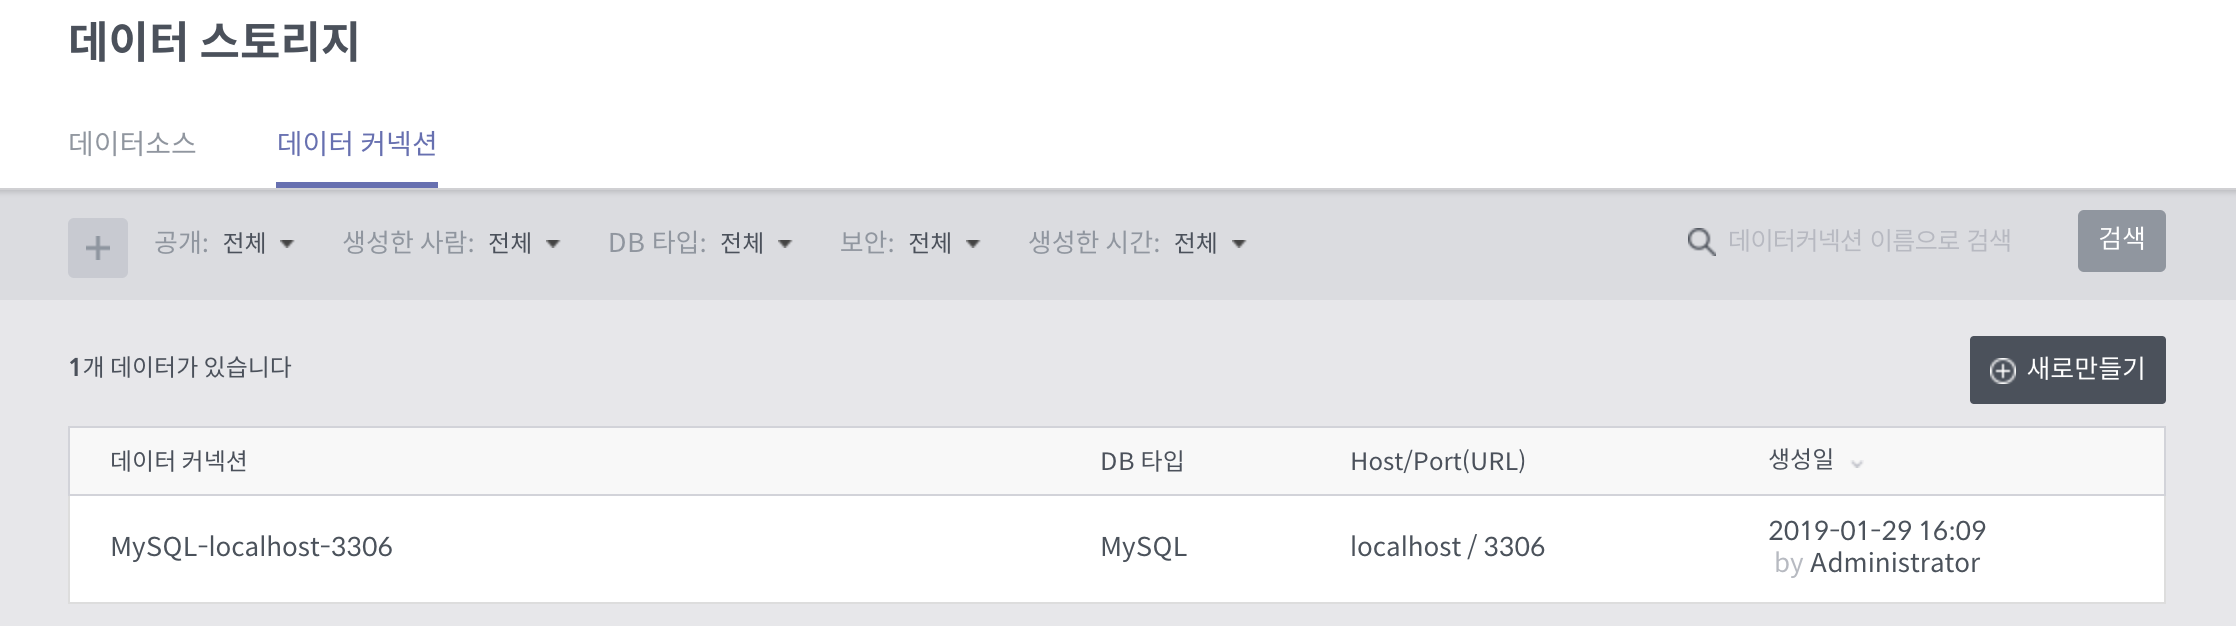 데이터 스토리지
데이터소스 데이터 커넥션
공개: 전체 생성한 사람: 전체 DB 타입: 전체 보안: 전체 생성한 시간: 전체 데이터커넥션 이름으로 검색 검색
1개 데이터가 있습니다 새로만들기
데이터 커넥션 DB 타입 Host/Port(URL) 생성일
MySQL-localhost-3306 MySQL localhost / 3306 2019-01-29 16:09
by Administrator